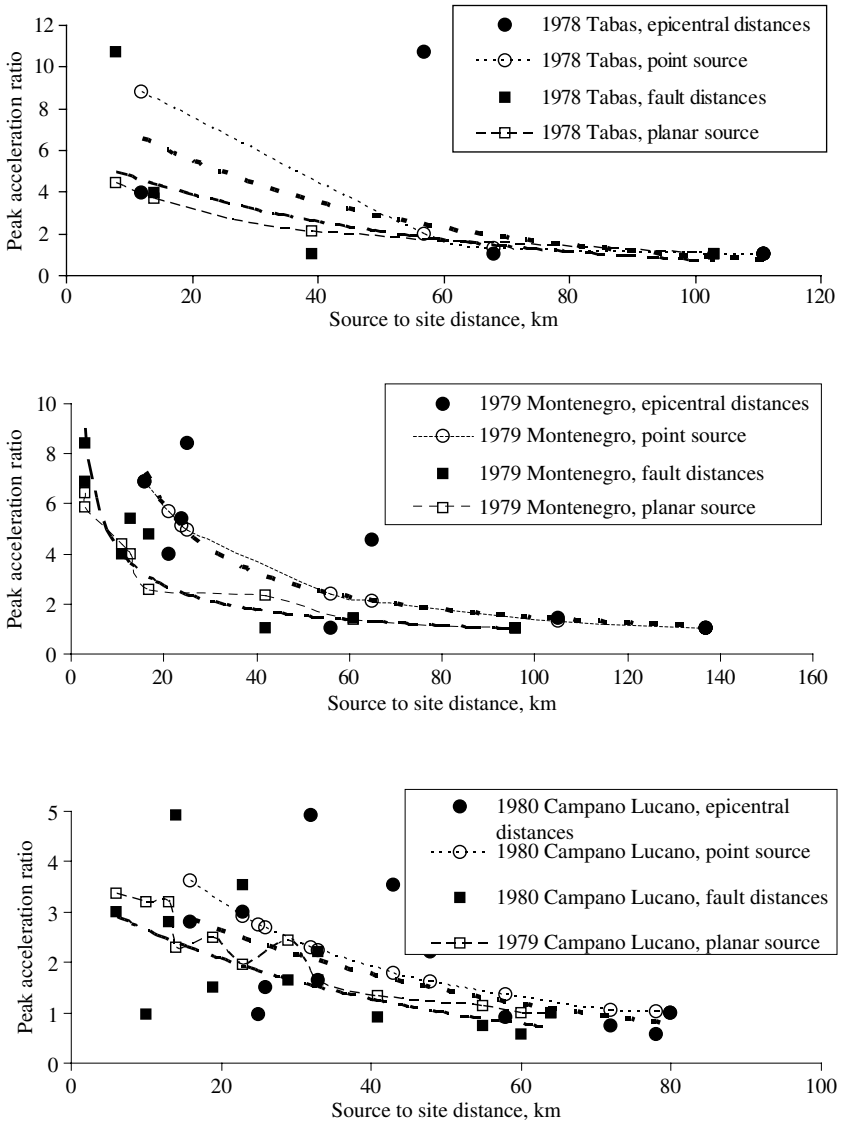 12
10
8
6
4
2
0
Peak acceleration ratio
1978 Tabas, epicentral distances
1978 Tabas, point source
1978 Tabas, fault distances
1978 Tabas, planar source
0 20 40 60 80 100 120
Source to site distance, km
10
8
6
4
2
0
Peak acceleration ratio
1979 Montenegro, epicentral distances
1979 Montenegro, point source
1979 Montenegro, fault distances
1979 Montenegro, planar source
0 20 40 60 80 100 120 140 160
Source to site distance, km
5
4
3
2
1
0
Peak acceleration ratio
1980 Campano Lucano, epicentral
distances
1980 Campano Lucano, point source
1980 Campano Lucano, fault distances
1979 Campano Lucano, planar source
0 20 40 60 80 100
Source to site distance, km